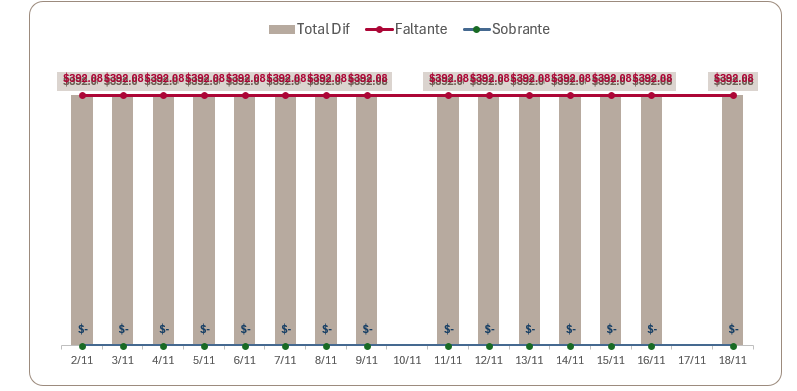 Total Dif Faltante Sobrante
$392.08 $392.08 $392.08 $392.08 $392.08 $392.08 $392.08 $392.08 $392.08 $392.08 $392.08 $392.08 $392.08 $392.08 $392.08
$- $- $- $- $- $- $- $- $- $- $- $- $- $- $-
2/11 3/11 4/11 5/11 6/11 7/11 8/11 9/11 10/11 11/11 12/11 13/11 14/11 15/11 16/11 17/11 18/11